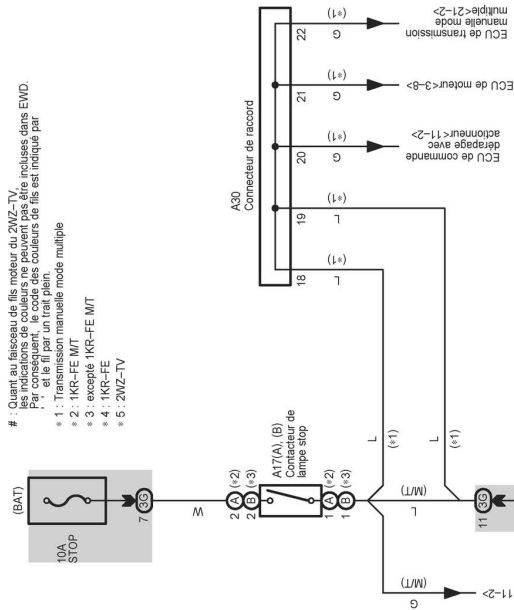 # : Quant au faisceau de fils moteur du 2WZ–TV,
les indications de couleurs ne peuvent pas être incluses dans EWD.
Par conséquent, le code des couleurs de fils est indiqué par
" " et le fil par un trait plein.
* 1 : Transmission manuelle mode multiple
* 2 : 1KR–FE M/T
* 3 : excepté 1KR–FE M/T
* 4 : 1KR–FE
* 5 : 2WZ–TV
(BAT)
10A
STOP
7
3G
W
2 A (*2)
2 B (*3)
A17(A), (B)
Contacteur de
lampe stop
1 A (*2)
1 B (*3)
G
(M/T)
11–2>
L
(M/T)
11
3G
L
(*1)
L
(*1)
A30
Connecteur de raccord
18
L
(*1)
19
L
(*1)
20
G
(*1)
21
G
(*1)
22
G
(*1)
ECU de commande
dérapage avec
actionneur<11–2>
ECU de moteur<3–8>
ECU de transmission
manuelle mode
multiple<21–2>